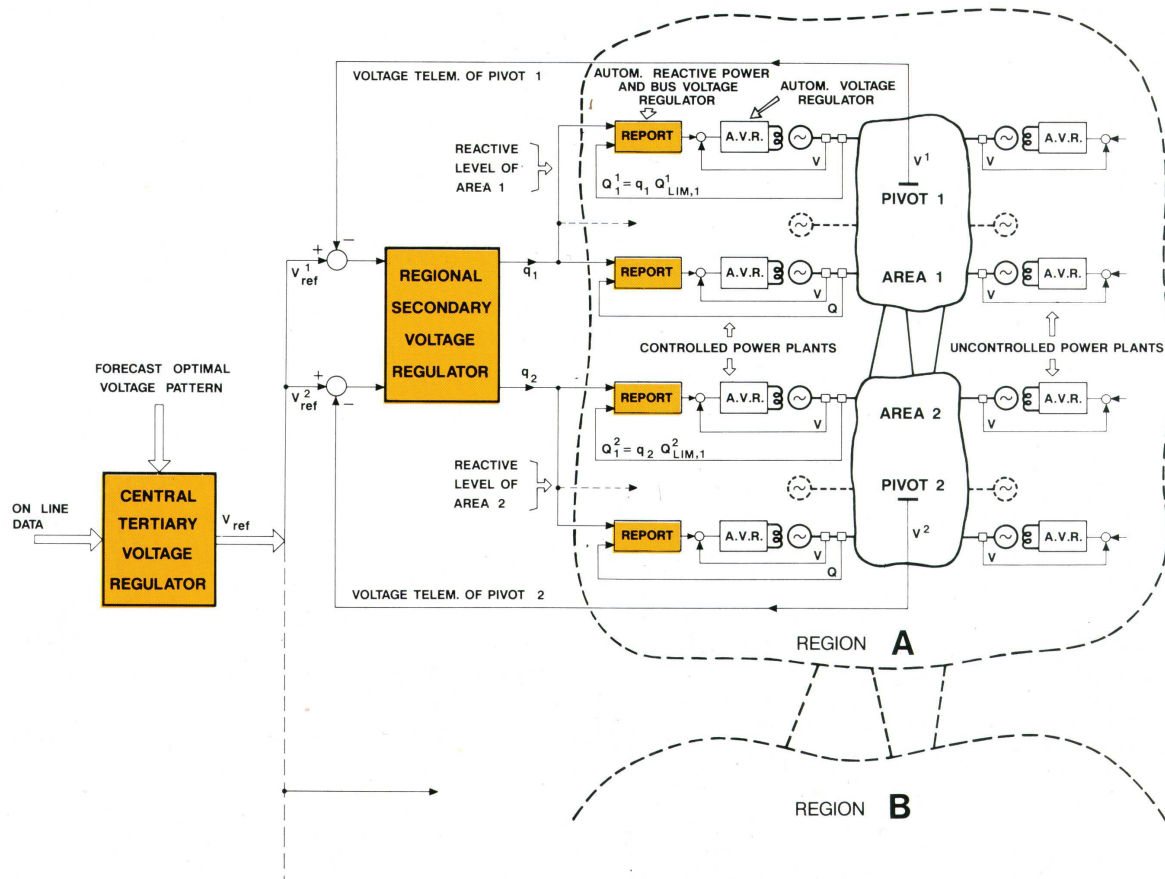 VOLTAGE TELEM. OF PIVOT 1
AUTOM. REACTIVE POWER
AND BUS VOLTAGE
REGULATOR
AUTOM. VOLTAGE
REGULATOR
REPORT
A.V.R.
V
V
A.V.R.
REACTIVE
LEVEL OF
AREA 1
Q¹₁ = q₁ Q¹LIM,1
V¹
PIVOT 1
+
−
V¹ref
REGIONAL
SECONDARY
VOLTAGE
REGULATOR
q₁
REPORT
A.V.R.
V
Q
AREA 1
V
A.V.R.
CONTROLLED POWER PLANTS
UNCONTROLLED POWER PLANTS
FORECAST OPTIMAL
VOLTAGE PATTERN
+
−
V²ref
q₂
REPORT
A.V.R.
V
AREA 2
V
A.V.R.
Q²₁ = q₂ Q²LIM,1
REACTIVE
LEVEL OF
AREA 2
PIVOT 2
V²
ON LINE
DATA
CENTRAL
TERTIARY
VOLTAGE
REGULATOR
Vref
REPORT
A.V.R.
V
Q
V
A.V.R.
VOLTAGE TELEM. OF PIVOT 2
REGION A
REGION B